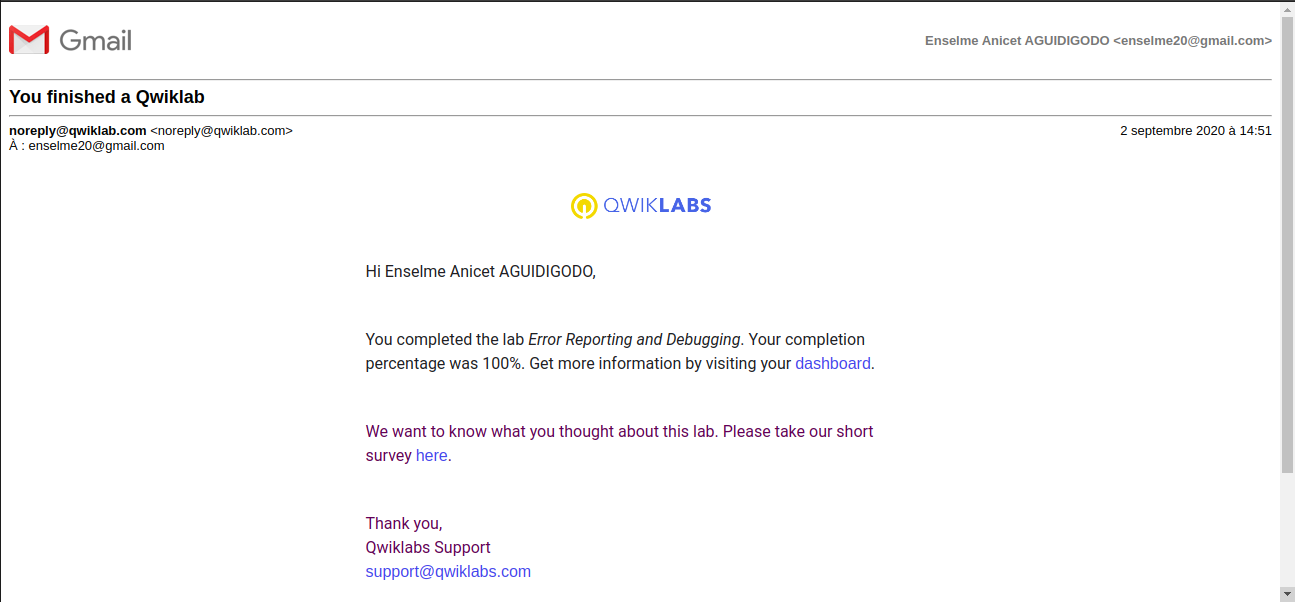 Gmail
Enselme Anicet AGUIDIGODO <enselme20@gmail.com>
You finished a Qwiklab
noreply@qwiklab.com <noreply@qwiklab.com>
2 septembre 2020 à 14:51
À : enselme20@gmail.com
QWIKLABS
Hi Enselme Anicet AGUIDIGODO,
You completed the lab Error Reporting and Debugging. Your completion
percentage was 100%. Get more information by visiting your dashboard.
We want to know what you thought about this lab. Please take our short
survey here.
Thank you,
Qwiklabs Support
support@qwiklabs.com